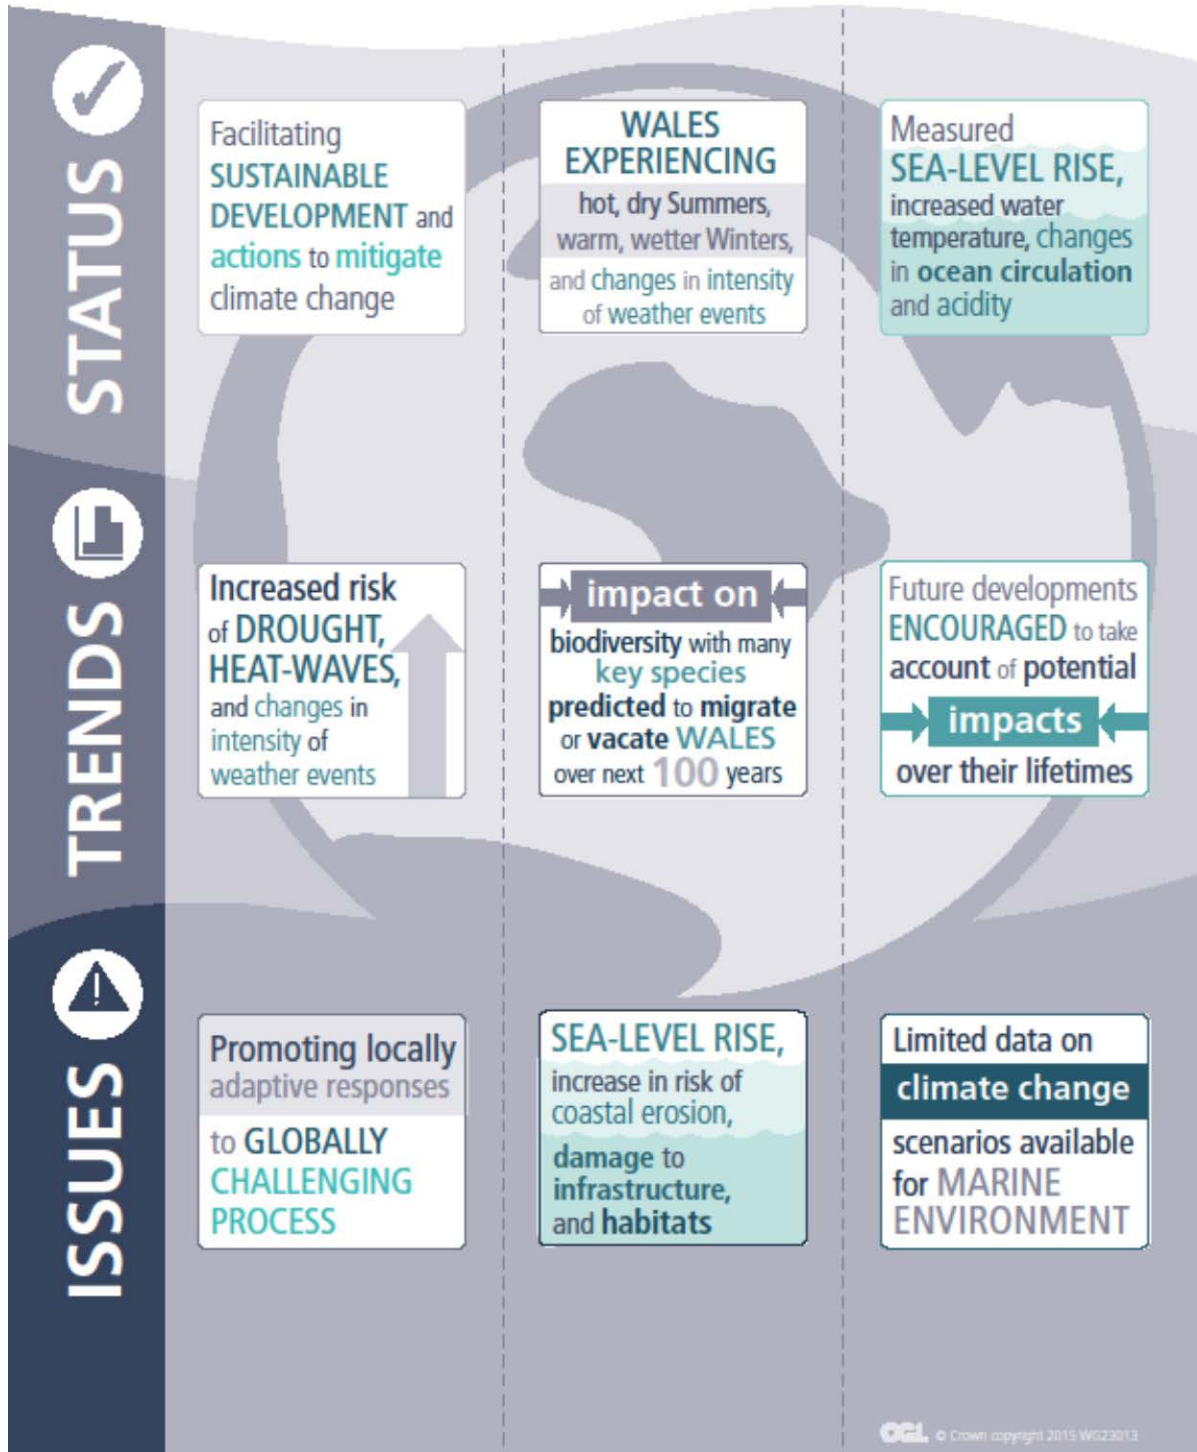 STATUS
Facilitating
SUSTAINABLE
DEVELOPMENT and
actions to mitigate
climate change
WALES
EXPERIENCING
hot, dry Summers,
warm, wetter Winters,
and changes in intensity
of weather events
Measured
SEA-LEVEL RISE,
increased water
temperature, changes
in ocean circulation
and acidity
TRENDS
Increased risk
of DROUGHT,
HEAT-WAVES,
and changes in
intensity of
weather events
impact on
biodiversity with many
key species
predicted to migrate
or vacate WALES
over next 100 years
Future developments
ENCOURAGED to take
account of potential
impacts
over their lifetimes
ISSUES
Promoting locally
adaptive responses
to GLOBALLY
CHALLENGING
PROCESS
SEA-LEVEL RISE,
increase in risk of
coastal erosion,
damage to
infrastructure,
and habitats
Limited data on
climate change
scenarios available
for MARINE
ENVIRONMENT
OGL © Crown copyright 2015 WG23013